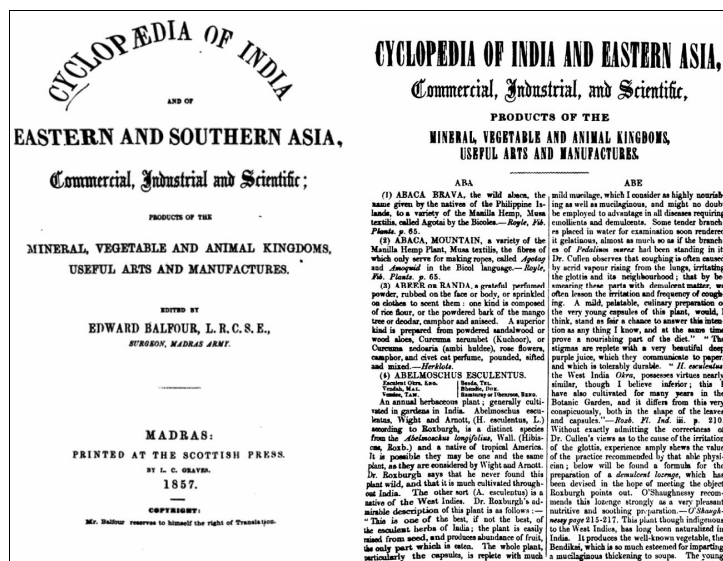 CYCLOPÆDIA OF INDIA
AND OF
EASTERN AND SOUTHERN ASIA,
Commercial, Industrial and Scientific;
PRODUCTS OF THE
MINERAL, VEGETABLE AND ANIMAL KINGDOMS,
USEFUL ARTS AND MANUFACTURES.
EDITED BY
EDWARD BALFOUR, L.R.C.S.E.,
SURGEON, MADRAS ARMY.
MADRAS:
PRINTED AT THE SCOTTISH PRESS.
BY L. C. GRAVES.
1857.
COPYRIGHT:
Mr. Balfour reserves to himself the right of Translation.
CYCLOPEDIA OF INDIA AND EASTERN ASIA,
Commercial, Industrial, and Scientific,
PRODUCTS OF THE
MINERAL, VEGETABLE AND ANIMAL KINGDOMS,
USEFUL ARTS AND MANUFACTURES.
ABA
(1) ABACA BRAVA, the wild abaca, the
name given by the natives of the Philippine Is-
lands, to a variety of the Manilla Hemp, Musa
textilis, called Agotai by the Bicoles.—Royle, Fib.
Plants. p. 65.
(2) ABACA, MOUNTAIN, a variety of the
Manilla Hemp Plant, Musa textilis, the fibres of
which only serve for making ropes, called Agotag
and Amoquid in the Bicol language.—Royle,
Fib. Plants. p. 65.
(3) ABEER OR RANDA, a grateful perfumed
powder, rubbed on the face or body, or sprinkled
on clothes to scent them: one kind is composed
of rice flour, or the powdered bark of the mango
tree or deodar, camphor and aniseed. A superior
kind is prepared from powdered sandalwood or
wood aloes, Curcuma zerumbet (Kuchoor), or
Curcuma zedoaria (ambi huldee), rose flowers,
camphor, and civet cat perfume, pounded, sifted
and mixed.—Herklots.
(4) ABELMOSCHUS ESCULENTUS.
Esculent Okra, ENG.
Vendah, MAL.
Vendee, TAM.
Benda, TEL.
Bhendie, DUK.
Ramturay or Dhenroos, BENG.
An annual herbaceous plant; generally culti-
vated in gardens in India. Abelmoschus escu-
lentus, Wight and Arnott, (H. esculentus, L.)
according to Roxburgh, is a distinct species
from the Abelmoschus longifolius, Wall. (Hibis-
cus, Roxb.) and a native of tropical America.
It is possible they may be one and the same
plant, as they are considered by Wight and Arnott.
Dr. Roxburgh says that he never found this
plant wild, and that it is much cultivated through-
out India. The other sort (A. esculentus) is a
native of the West Indies. Dr. Roxburgh's ad-
mirable description of this plant is as follows:—
"This is one of the best, if not the best, of
the esculent herbs of India; the plant is easily
raised from seed, and produces abundance of fruit,
the only part which is eaten. The whole plant,
particularly the capsules, is replete with much
ABE
mild mucilage, which I consider as highly nourish-
ing as well as mucilaginous, and might no doubt
be employed to advantage in all diseases requiring
emollients and demulcents. Some tender branch-
es placed in water for examination soon rendered
it gelatinous, almost as much so as if the branch-
es of Pedalium murex had been standing in it.
Dr. Cullen observes that coughing is often caused
by acrid vapour rising from the lungs, irritating
the glottis and its neighbourhood; that by be-
smearing these parts with demulcent matter, we
often lesson the irritation and frequency of cough-
ing. A mild, palatable, culinary preparation of
the very young capsules of this plant, would, I
think, stand as fair a chance to answer this inten-
tion as any thing I know, and at the same time
prove a nourishing part of the diet." "The
stigmas are replete with a very beautiful deep
purple juice, which they communicate to paper,
and which is tolerably durable. "H. esculentus
the West India Okra, possesses virtues nearly
similar, though I believe inferior; this I
have also cultivated for many years in the
Botanic Garden, and it differs from this very
conspicuously, both in the shape of the leaves
and capsules."—Roxb. Fl. Ind. iii. p. 210.
Without exactly admitting the correctness of
Dr. Cullen's views as to the cause of the irritation
of the glottis, experience amply shews the value
of the practice recommended by that able physi-
cian; below will be found a formula for the
preparation of a demulcent lozenge, which has
been devised in the hope of meeting the object
Roxburgh points out. O'Shaughnessy recom-
mends this lozenge strongly as a very pleasant
nutritive and soothing preparation.—O'Shaugh-
nessy page 215-217. This plant though indigenous
to the West Indies, has long been naturalized in
India. It produces the well-known vegetable, the
Bendikai, which is so much esteemed for imparting
a mucilaginous thickening to soups. The young